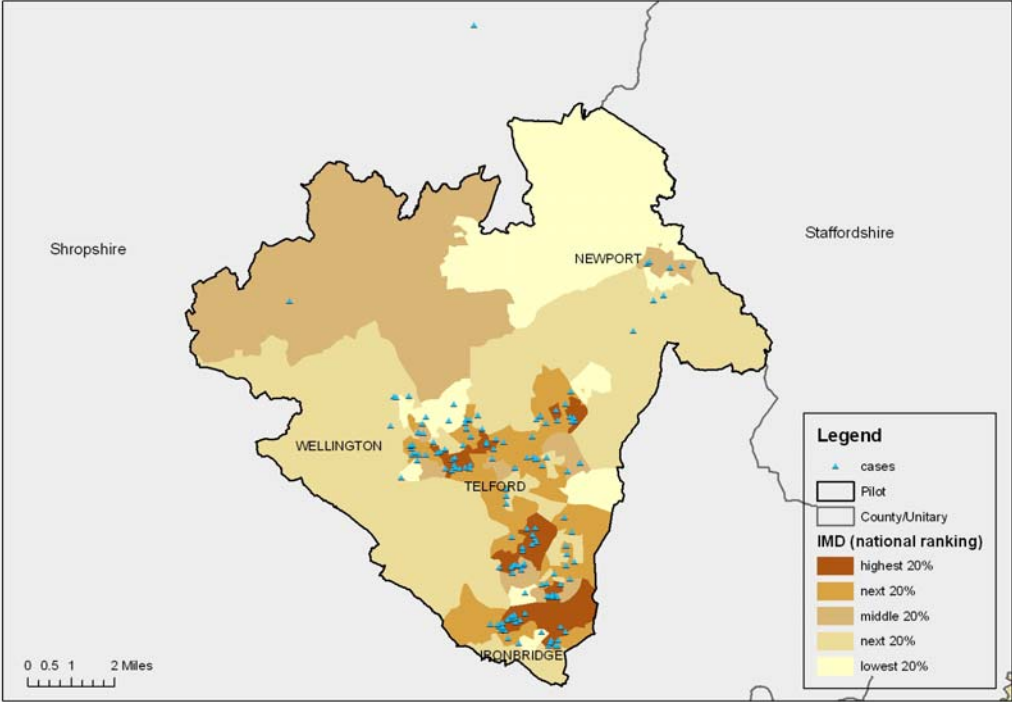 Shropshire
Staffordshire
NEWPORT
WELLINGTON
TELFORD
IRONBRIDGE
0 0.5 1 2 Miles
Legend
cases
Pilot
County/Unitary
IMD (national ranking)
highest 20%
next 20%
middle 20%
next 20%
lowest 20%